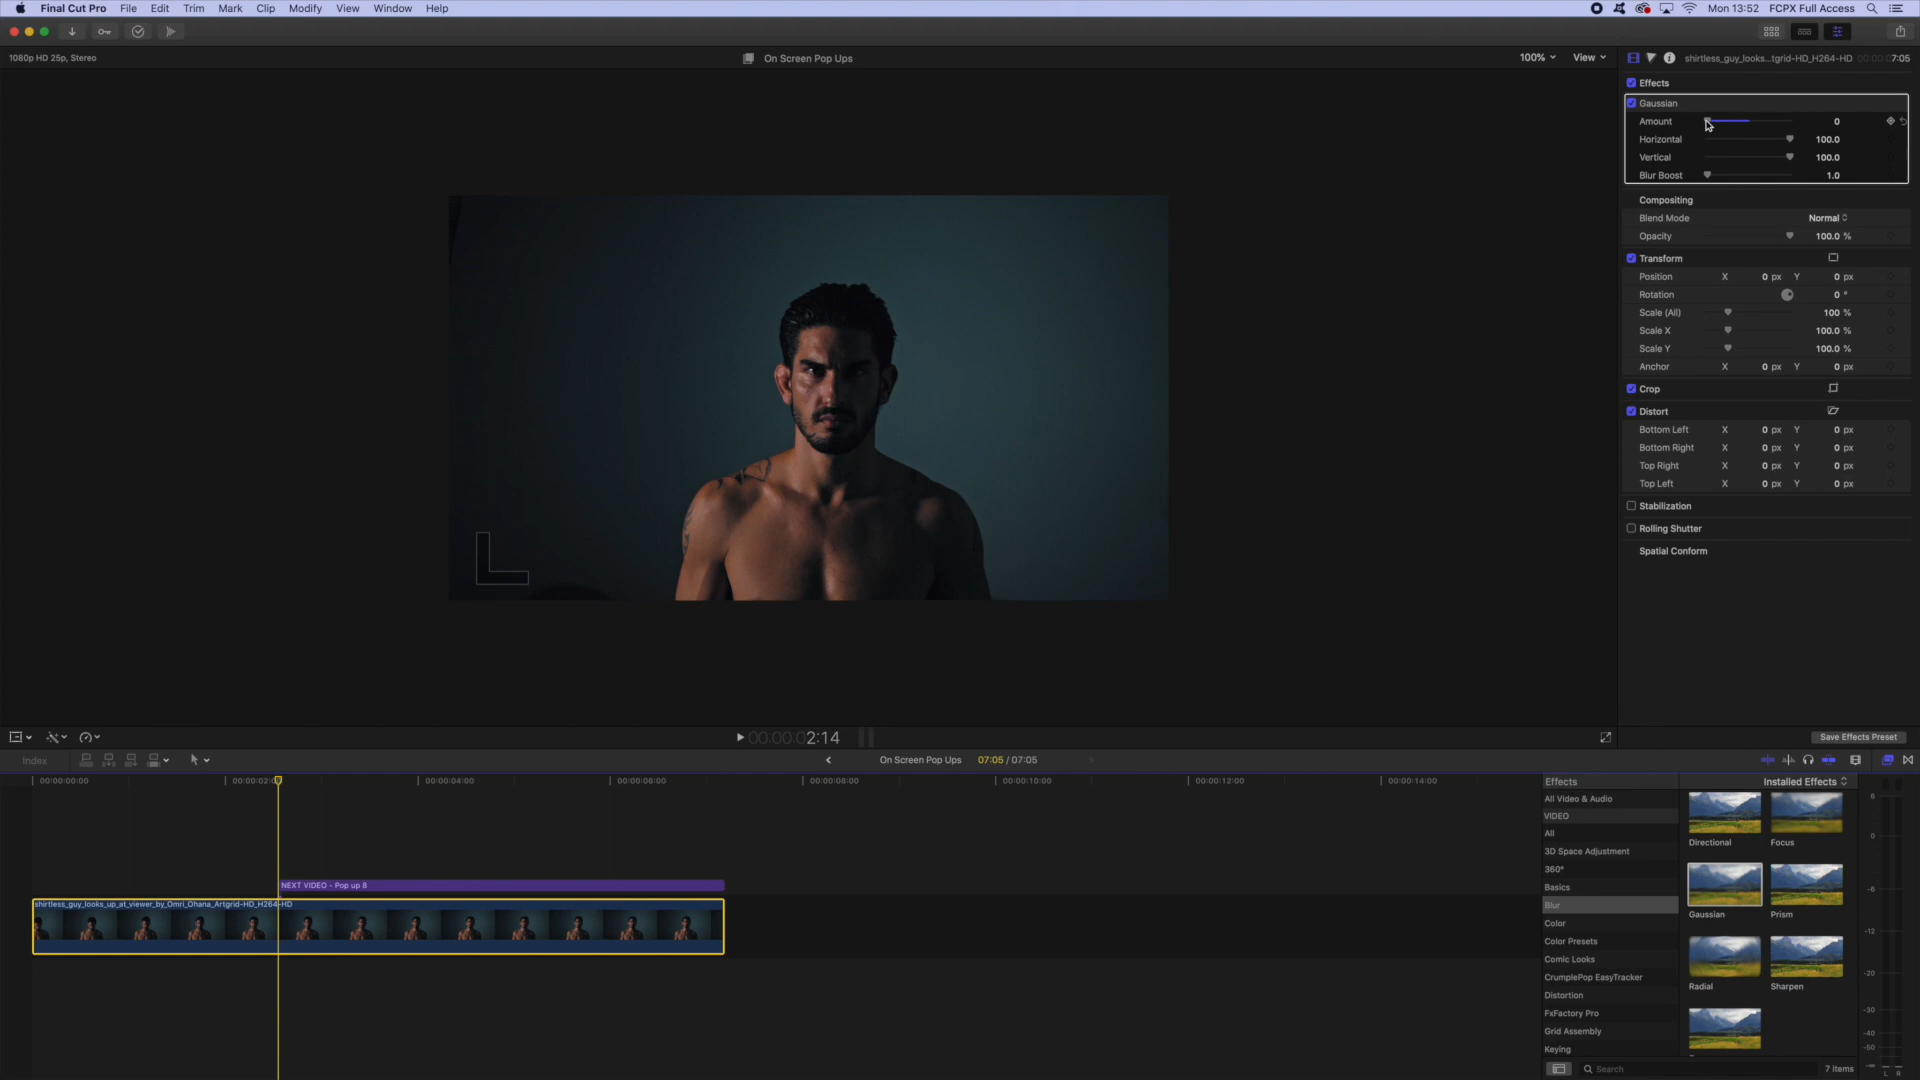 Final Cut Pro File Edit Trim Mark Clip Modify View Window Help Mon 13:52 FCPX Full Access
1080p HD 25p, Stereo On Screen Pop Ups 100% View shirtless_guy_looks...tgrid-HD_H264-HD 00:00:07:05
Effects
Gaussian
Amount 0
Horizontal 100.0
Vertical 100.0
Blur Boost 1.0
Compositing
Blend Mode Normal
Opacity 100.0 %
Transform
Position X 0 px Y 0 px
Rotation 0 °
Scale (All) 100 %
Scale X 100.0 %
Scale Y 100.0 %
Anchor X 0 px Y 0 px
Crop
Distort
Bottom Left X 0 px Y 0 px
Bottom Right X 0 px Y 0 px
Top Right X 0 px Y 0 px
Top Left X 0 px Y 0 px
Stabilization
Rolling Shutter
Spatial Conform
00:00:02:14 Save Effects Preset
Index On Screen Pop Ups 07:05 / 07:05
00:00:00:00 00:00:04:00 00:00:06:00 00:00:08:00 00:00:10:00 00:00:12:00 00:00:14:00
NEXT VIDEO - Pop up 8
shirtless_guy_looks_up_at_viewer_by_Omri_Ohana_Artgrid-HD_H264-HD
Effects Installed Effects
All Video & Audio
VIDEO
All
3D Space Adjustment
360°
Basics
Blur
Color
Color Presets
Comic Looks
CrumplePop EasyTracker
Distortion
FxFactory Pro
Grid Assembly
Keying
Directional Focus
Gaussian Prism
Radial Sharpen
Search 7 items
6
0
-6
-12
-20
-30
-40
-50
L R